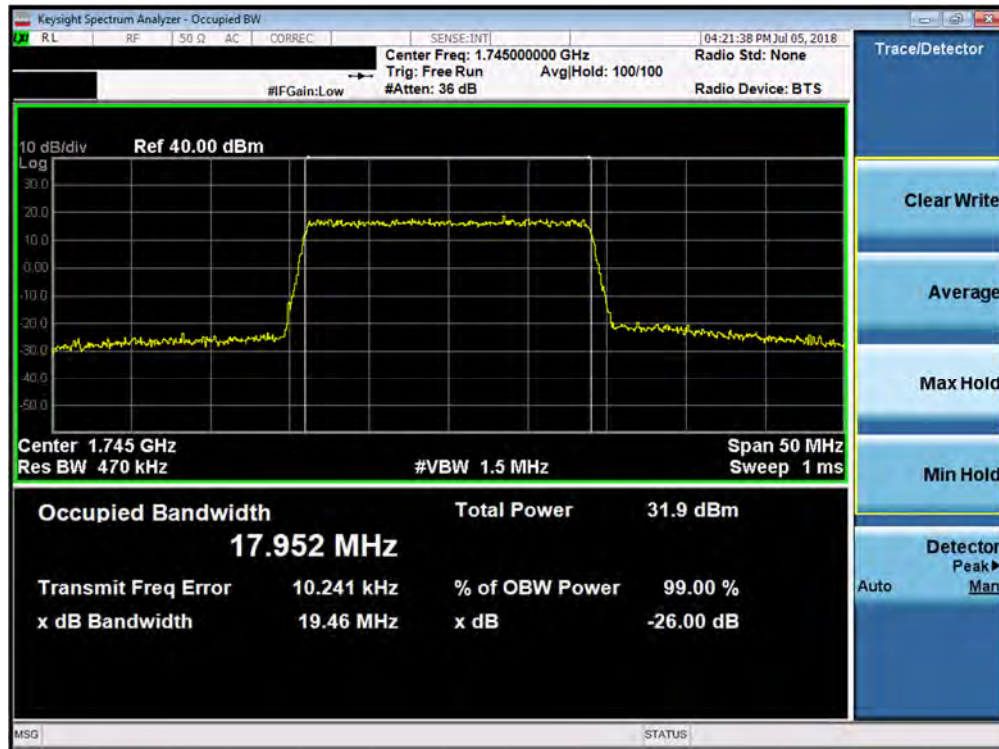 Keysight Spectrum Analyzer - Occupied BW
LXI RL RF 50 Ω AC CORREC SENSE:INT 04:21:38 PM Jul 05, 2018
Center Freq: 1.745000000 GHz Radio Std: None
Trig: Free Run Avg|Hold: 100/100
#IFGain:Low #Atten: 36 dB Radio Device: BTS
10 dB/div Ref 40.00 dBm
Log
30.0
20.0
10.0
0.00
-10.0
-20.0
-30.0
-40.0
-50.0
Center 1.745 GHz Span 50 MHz
Res BW 470 kHz #VBW 1.5 MHz Sweep 1 ms
Occupied Bandwidth Total Power 31.9 dBm
17.952 MHz
Transmit Freq Error 10.241 kHz % of OBW Power 99.00 %
x dB Bandwidth 19.46 MHz x dB -26.00 dB
MSG STATUS
Trace/Detector
Clear Write
Average
Max Hold
Min Hold
Detector
Peak▶
Auto Man